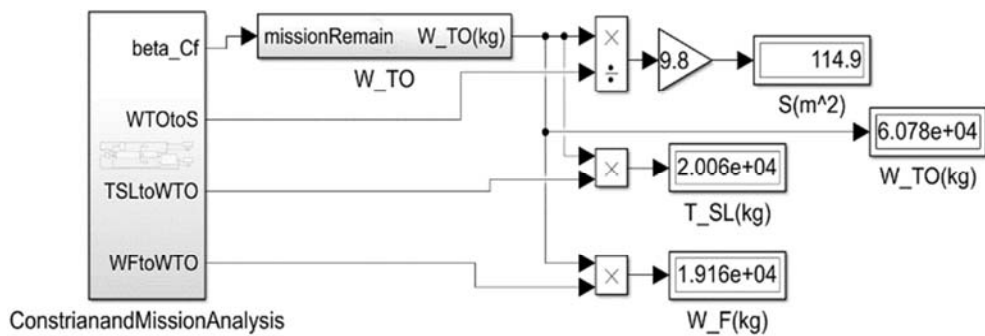 beta_Cf
missionRemain W_TO(kg)
W_TO
×
÷
9.8
114.9
S(m^2)
WTOtoS
6.078e+04
W_TO(kg)
TSLtoWTO
×
2.006e+04
T_SL(kg)
WFtoWTO
×
1.916e+04
W_F(kg)
ConstrianandMissionAnalysis